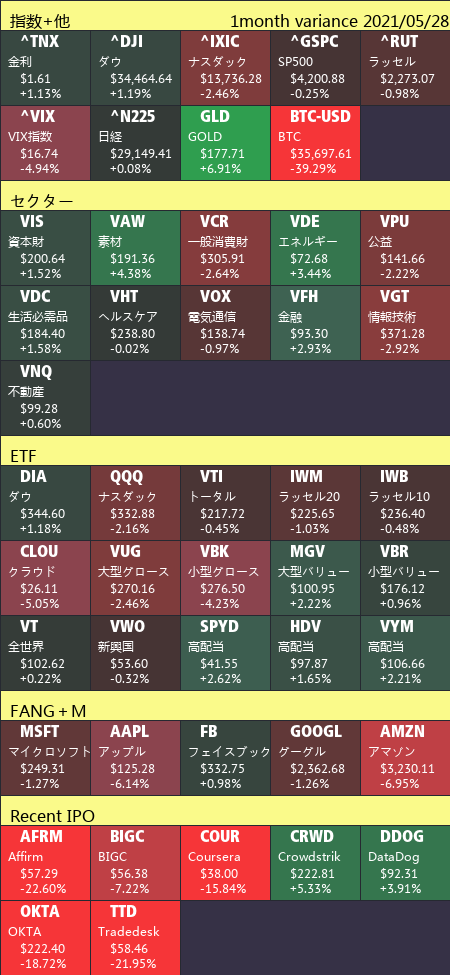 指数+他 1month variance 2021/05/28
^TNX ^DJI ^IXIC ^GSPC ^RUT
金利 ダウ ナスダック SP500 ラッセル
$1.61 $34,464.64 $13,736.28 $4,200.88 $2,273.07
+1.13% +1.19% -2.46% -0.25% -0.98%
^VIX ^N225 GLD BTC-USD
VIX指数 日経 GOLD BTC
$16.74 $29,149.41 $177.71 $35,697.61
-4.94% +0.08% +6.91% -39.29%
セクター
VIS VAW VCR VDE VPU
資本財 素材 一般消費財 エネルギー 公益
$200.64 $191.36 $305.91 $72.68 $141.66
+1.52% +4.38% -2.64% +3.44% -2.22%
VDC VHT VOX VFH VGT
生活必需品 ヘルスケア 電気通信 金融 情報技術
$184.40 $238.80 $138.74 $93.30 $371.28
+1.58% -0.02% -0.97% +2.93% -2.92%
VNQ
不動産
$99.28
+0.60%
ETF
DIA QQQ VTI IWM IWB
ダウ ナスダック トータル ラッセル20 ラッセル10
$344.60 $332.88 $217.72 $225.65 $236.40
+1.18% -2.16% -0.45% -1.03% -0.48%
CLOU VUG VBK MGV VBR
クラウド 大型グロース 小型グロース 大型バリュー 小型バリュー
$26.11 $270.16 $276.50 $100.95 $176.12
-5.05% -2.46% -4.23% +2.22% +0.96%
VT VWO SPYD HDV VYM
全世界 新興国 高配当 高配当 高配当
$102.62 $53.60 $41.55 $97.87 $106.66
+0.22% -0.32% +2.62% +1.65% +2.21%
FANG+M
MSFT AAPL FB GOOGL AMZN
マイクロソフト アップル フェイスブック グーグル アマゾン
$249.31 $125.28 $332.75 $2,362.68 $3,230.11
-1.27% -6.14% +0.98% -1.26% -6.95%
Recent IPO
AFRM BIGC COUR CRWD DDOG
Affirm BIGC Coursera Crowdstrik DataDog
$57.29 $56.38 $38.00 $222.81 $92.31
-22.60% -7.22% -15.84% +5.33% +3.91%
OKTA TTD
OKTA Tradedesk
$222.40 $58.46
-18.72% -21.95%